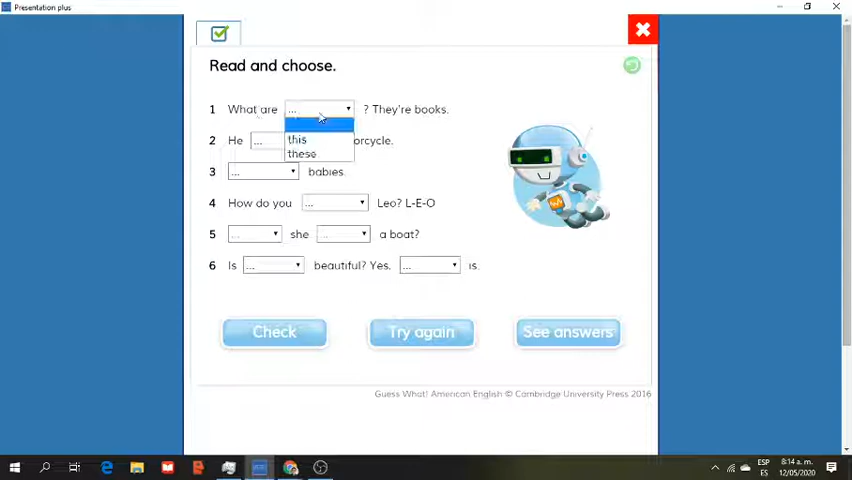 Presentation plus
Read and choose.
1 What are ... ? They're books.
this
these
2 He ... orcycle.
3 ... babies.
4 How do you ... Leo? L-E-O
5 ... she ... a boat?
6 Is ... beautiful? Yes, ... is.
Check Try again See answers
Guess What! American English © Cambridge University Press 2016
ESP 8:14 a. m.
ES 12/05/2020